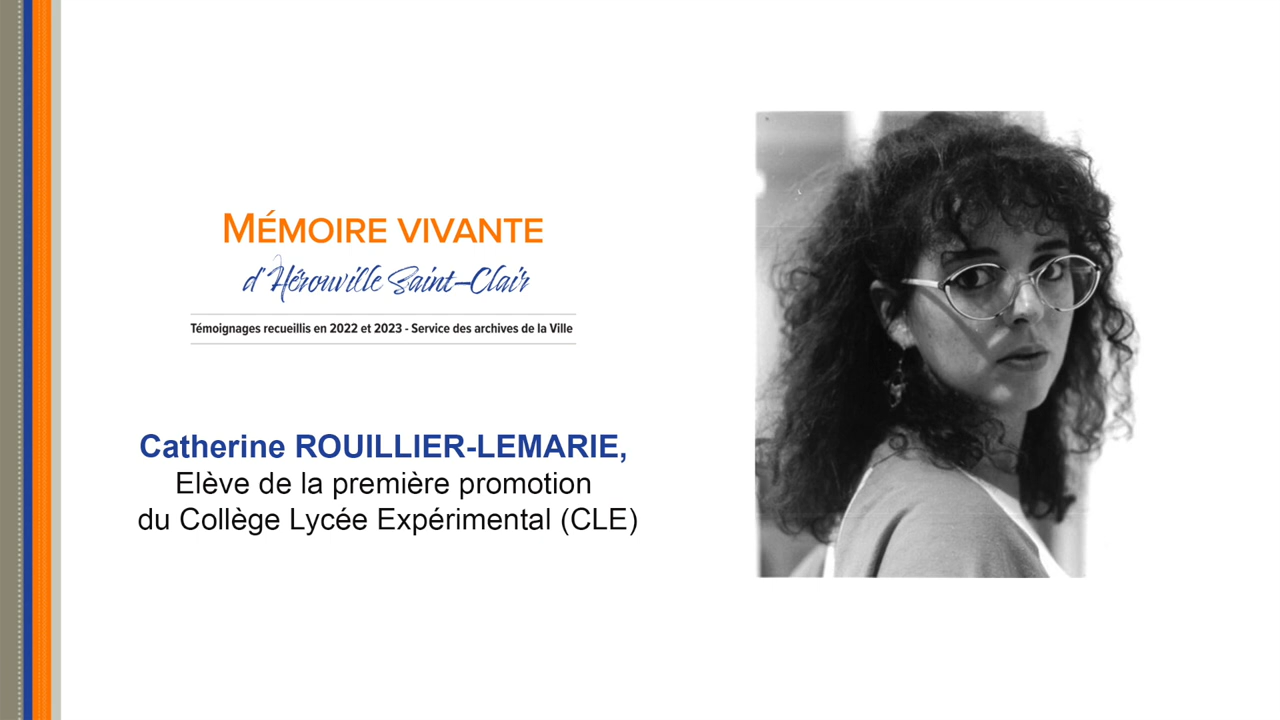 MÉMOIRE VIVANTE
d'Hérouville Saint-Clair
Témoignages recueillis en 2022 et 2023 - Service des archives de la Ville
Catherine ROUILLIER-LEMARIE,
Elève de la première promotion
du Collège Lycée Expérimental (CLE)